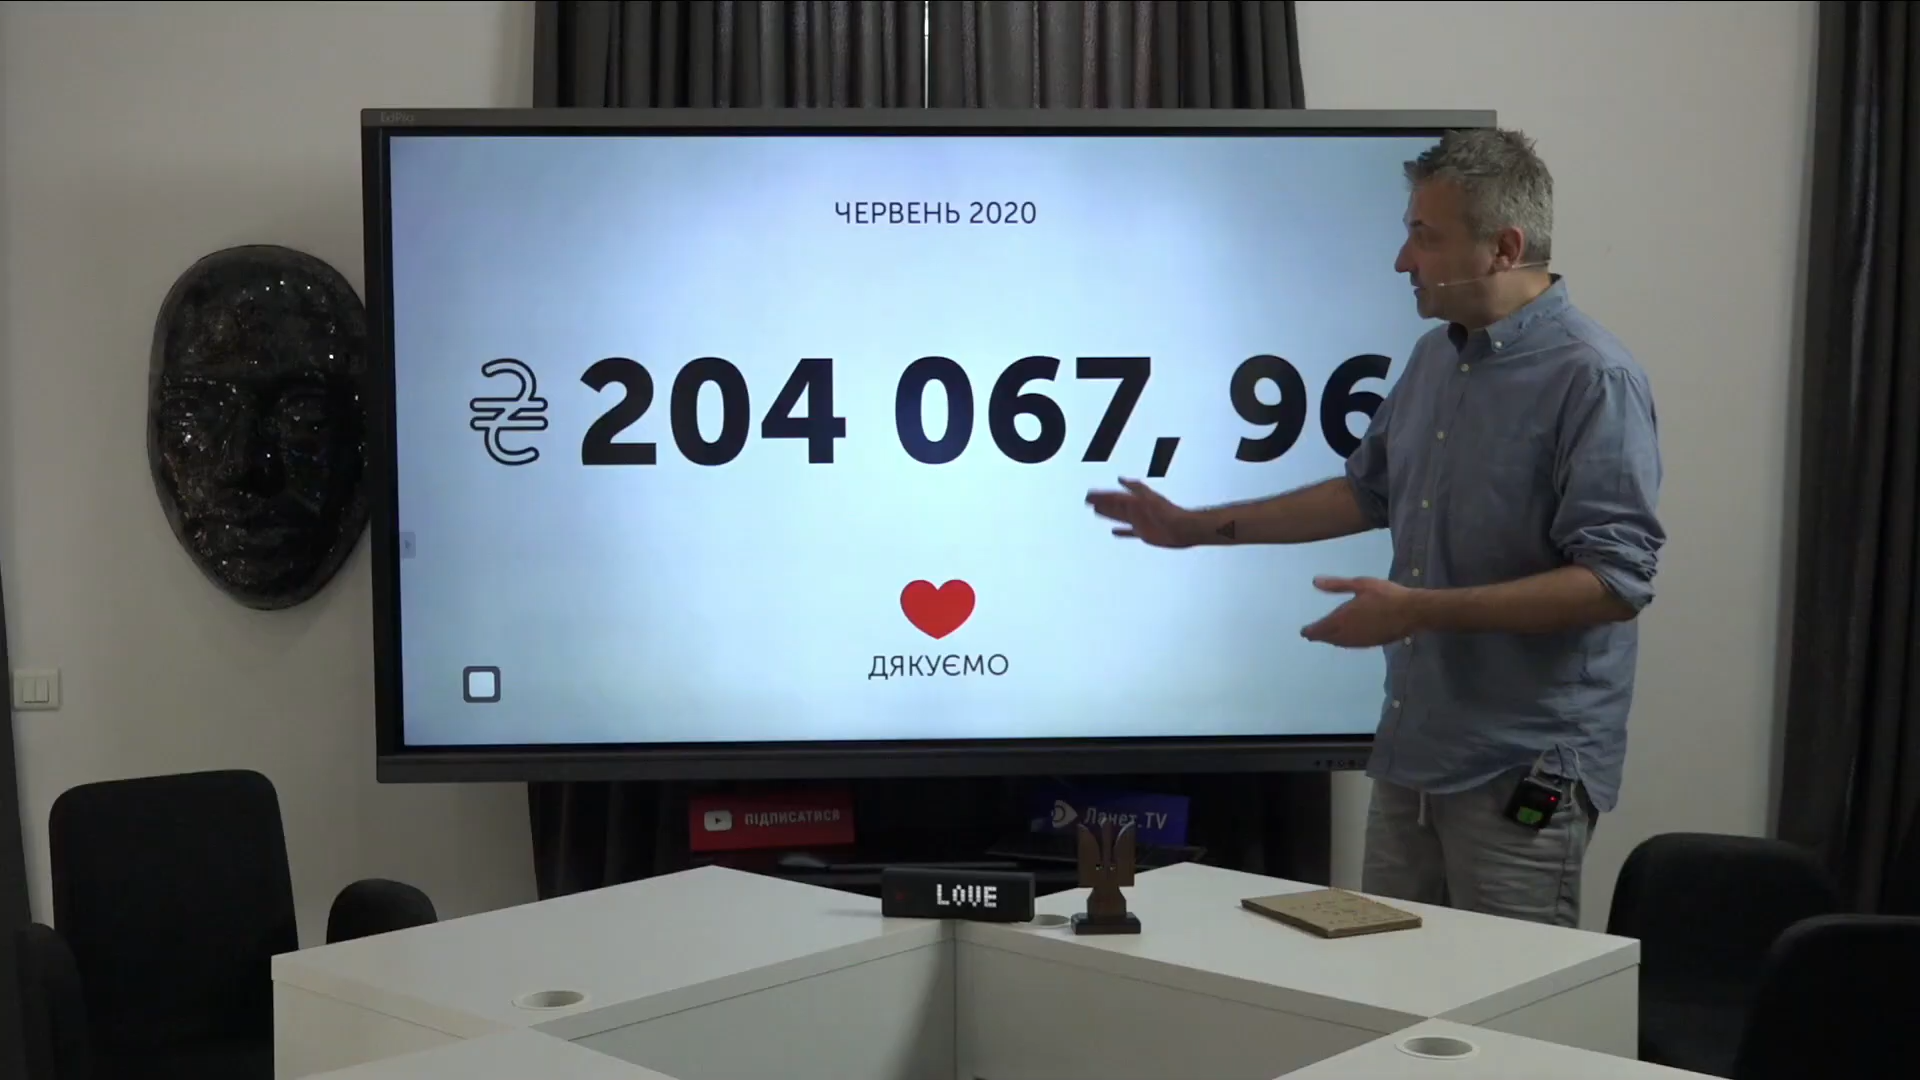 EdPro
ЧЕРВЕНЬ 2020
₴ 204 067, 96
ДЯКУЄМО
ПІДПИСАТИСЯ
Ланет.TV
LOVE